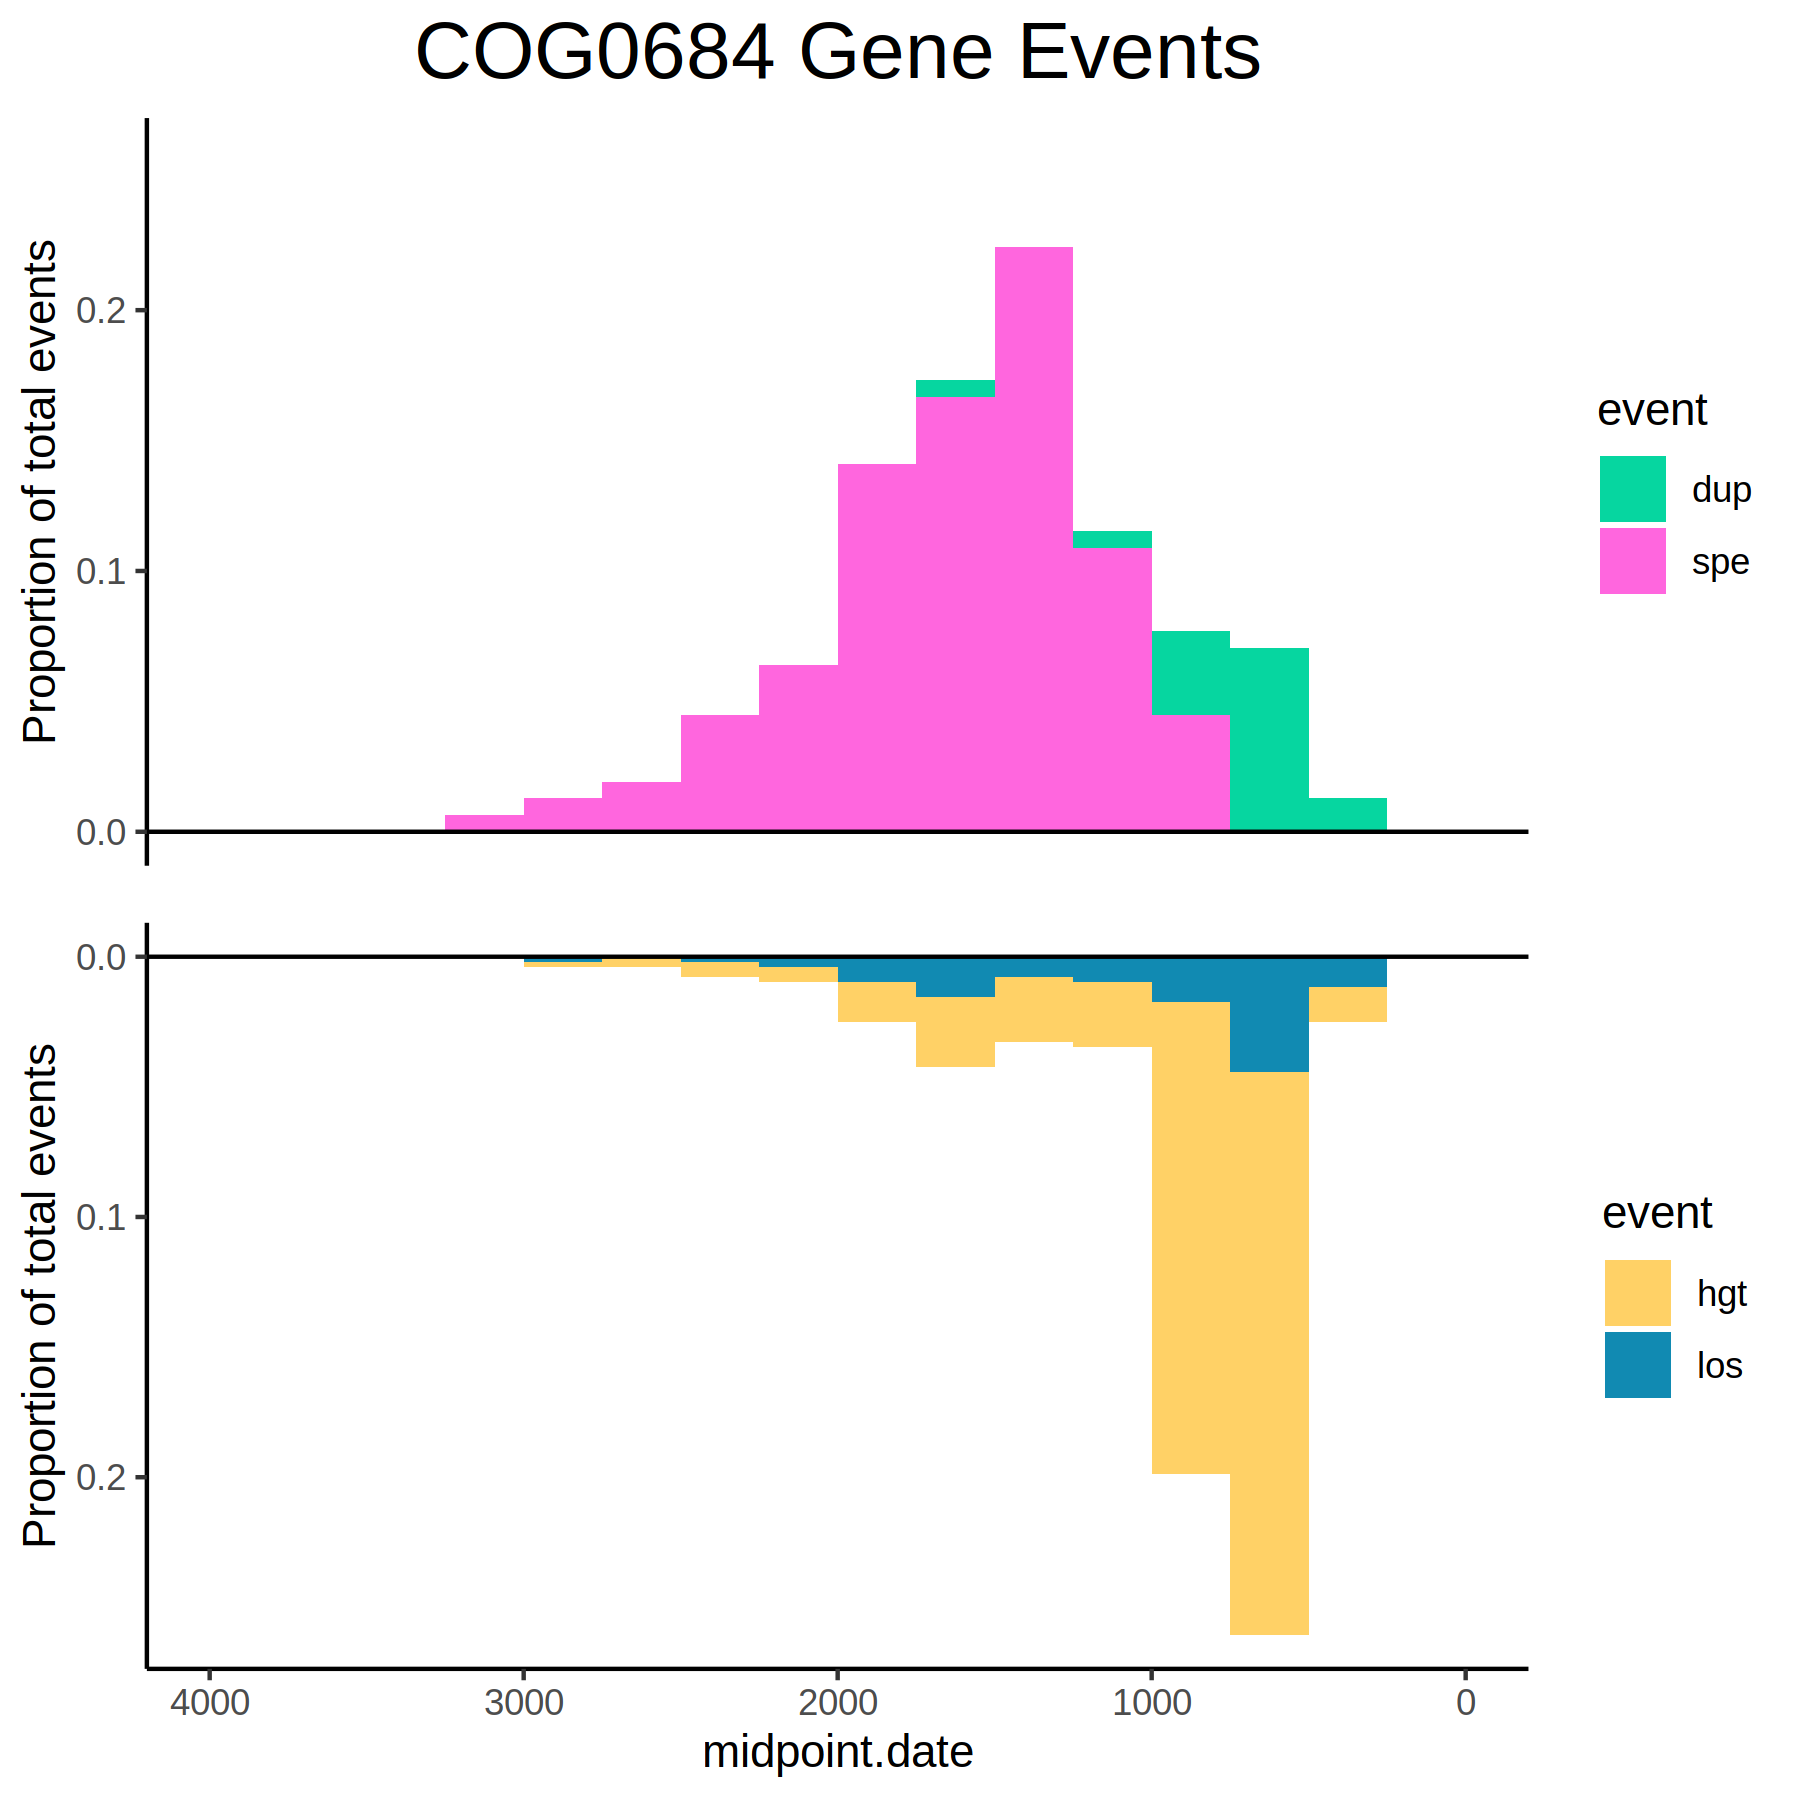 COG0684 Gene Events
Proportion of total events
0.2
0.1
0.0
event
dup
spe
Proportion of total events
0.0
0.1
0.2
event
hgt
los
4000 3000 2000 1000 0
midpoint.date